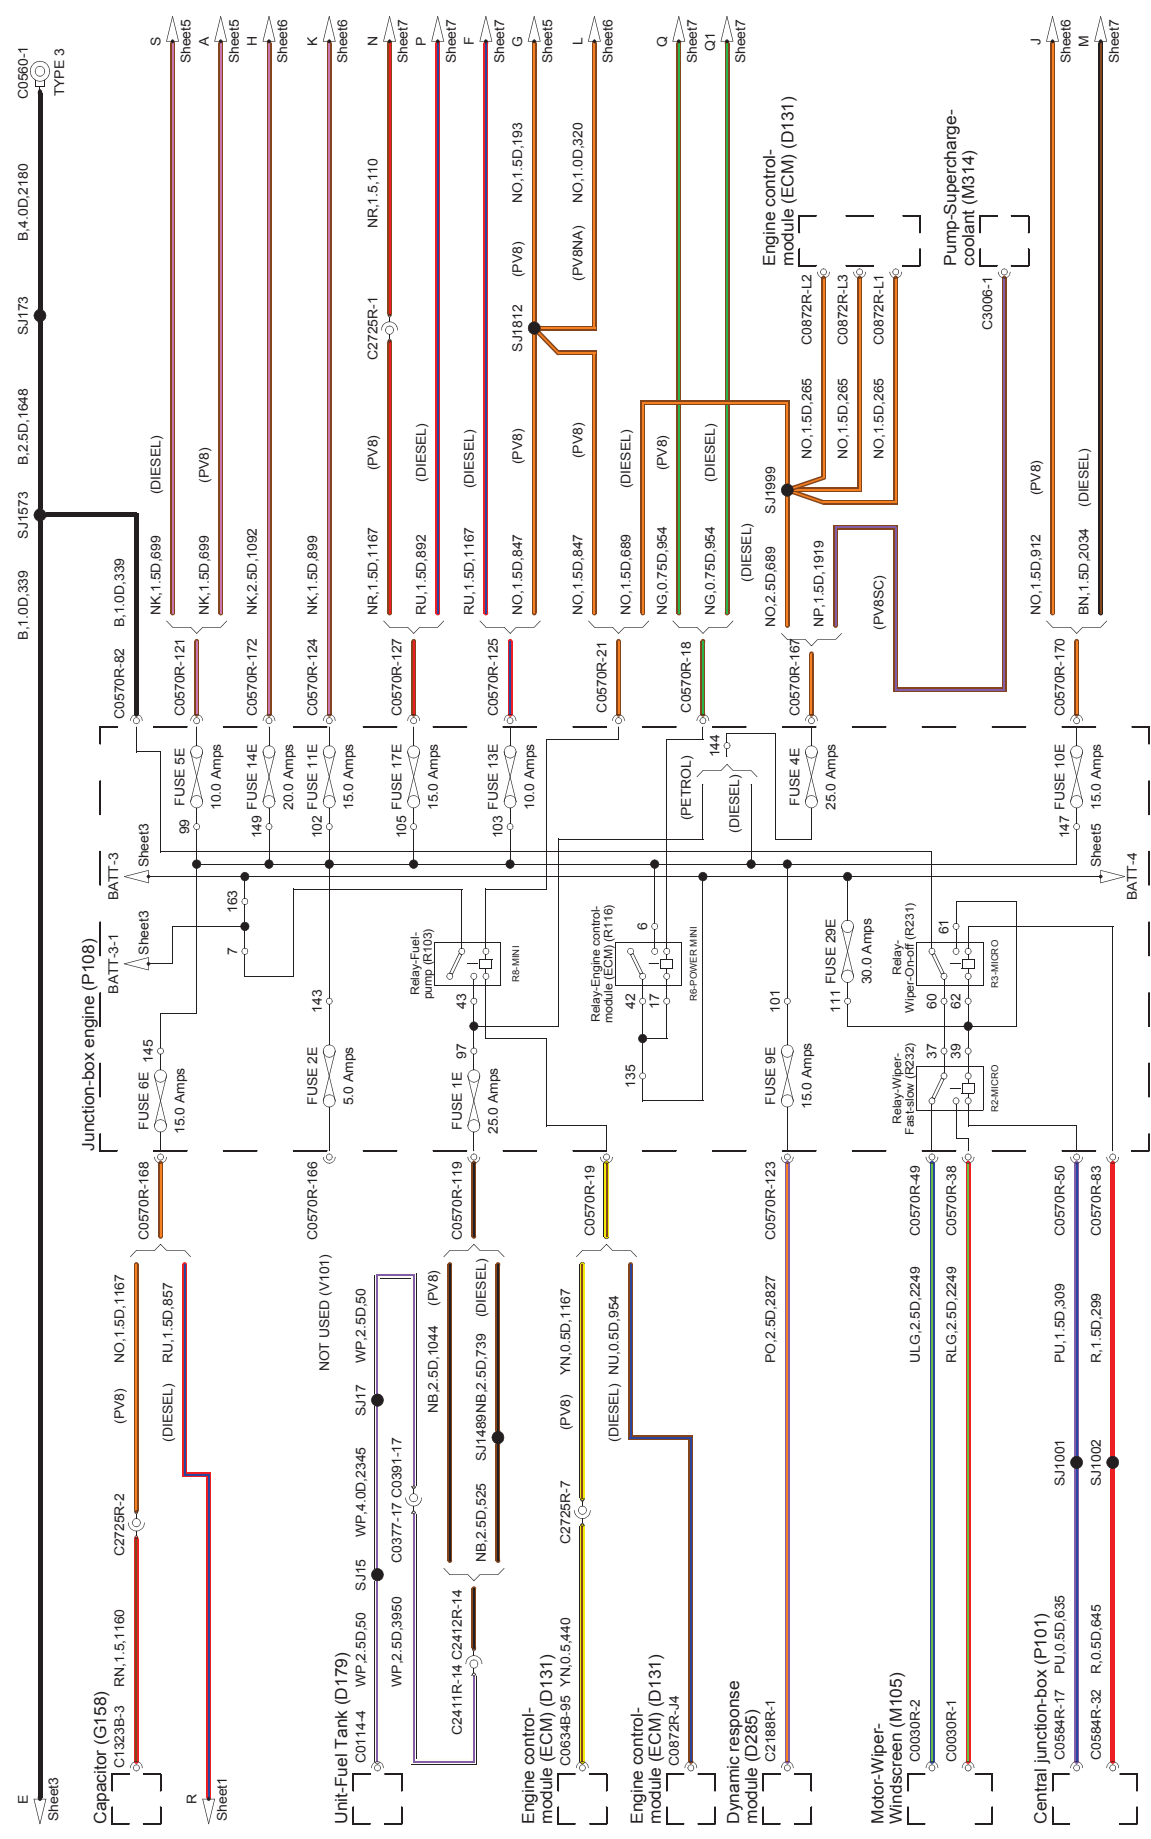 E
Sheet3
B,1.0D,339
SJ1573
B,2.5D,1648
SJ173
B,4.0D,2180
C0560-1
TYPE 3
Capacitor (G158)
C1323B-3
RN,1.5,1160
C2725R-2
(PV8)
NO,1.5D,1167
C0570R-168
R
Sheet1
(DIESEL)
RU,1.5D,857
Unit-Fuel Tank (D179)
C0114-4
WP,2.5D,50
SJ15
WP,4.0D,2345
SJ17
WP,2.5D,50
NOT USED (V101)
C0570R-166
WP,2.5D,3950
C0377-17
C0391-17
C2411R-14
C2412R-14
NB,2.5D,1044
(PV8)
NB,2.5D,525
SJ1489
NB,2.5D,739
(DIESEL)
C0570R-119
Engine control-
module (ECM) (D131)
C0634B-95
YN,0.5,440
C2725R-7
(PV8)
YN,0.5D,1167
C0570R-19
Engine control-
module (ECM) (D131)
C0872R-J4
(DIESEL)
NU,0.5D,954
Dynamic response
module (D285)
C2188R-1
PO,2.5D,2827
C0570R-123
Motor-Wiper-
Windscreen (M105)
C0030R-2
ULG,2.5D,2249
C0570R-49
C0030R-1
RLG,2.5D,2249
C0570R-38
Central junction-box (P101)
C0584R-17
PU,0.5D,635
SJ1001
PU,1.5D,309
C0570R-50
C0584R-32
R,0.5D,645
SJ1002
R,1.5D,299
C0570R-83
Junction-box engine (P108)
FUSE 6E
15.0 Amps
145
FUSE 2E
5.0 Amps
143
FUSE 1E
25.0 Amps
97
43
Relay-Fuel-
pump (R103)
R8-MINI
BATT-3-1
Sheet3
BATT-3
Sheet3
7
163
135
42
17
6
Relay-Engine control-
module (ECM) (R116)
R6-POWER MINI
FUSE 9E
15.0 Amps
101
111
FUSE 29E
30.0 Amps
Relay-Wiper-
Fast-slow (R232)
R2-MICRO
37
39
60
62
Relay-
Wiper-On-off (R231)
R3-MICRO
61
Sheet5
BATT-4
99
FUSE 5E
10.0 Amps
149
FUSE 14E
20.0 Amps
102
FUSE 11E
15.0 Amps
105
FUSE 17E
15.0 Amps
103
FUSE 13E
10.0 Amps
(PETROL)
(DIESEL)
144
FUSE 4E
25.0 Amps
147
FUSE 10E
15.0 Amps
C0570R-82
B,1.0D,339
C0570R-121
NK,1.5D,699
(DIESEL)
S
Sheet5
NK,1.5D,699
(PV8)
A
Sheet5
C0570R-172
NK,2.5D,1092
H
Sheet6
C0570R-124
NK,1.5D,899
K
Sheet6
C0570R-127
NR,1.5D,1167
(PV8)
C2725R-1
NR,1.5,110
N
Sheet7
RU,1.5D,892
(DIESEL)
P
Sheet7
C0570R-125
RU,1.5D,1167
(DIESEL)
F
Sheet7
NO,1.5D,847
(PV8)
SJ1812
(PV8)
NO,1.5D,193
G
Sheet5
C0570R-21
NO,1.5D,847
(PV8)
(PV8NA)
NO,1.0D,320
L
Sheet6
NO,1.5D,689
(DIESEL)
C0570R-18
NG,0.75D,954
(PV8)
Q
Sheet7
NG,0.75D,954
(DIESEL)
Q1
Sheet7
C0570R-167
NO,2.5D,689
(DIESEL)
SJ1999
NO,1.5D,265
C0872R-L2
NO,1.5D,265
C0872R-L3
NO,1.5D,265
C0872R-L1
Engine control-
module (ECM) (D131)
NP,1.5D,1919
(PV8SC)
C3006-1
Pump-Supercharge-
coolant (M314)
C0570R-170
NO,1.5D,912
(PV8)
J
Sheet6
BN,1.5D,2034
(DIESEL)
M
Sheet7